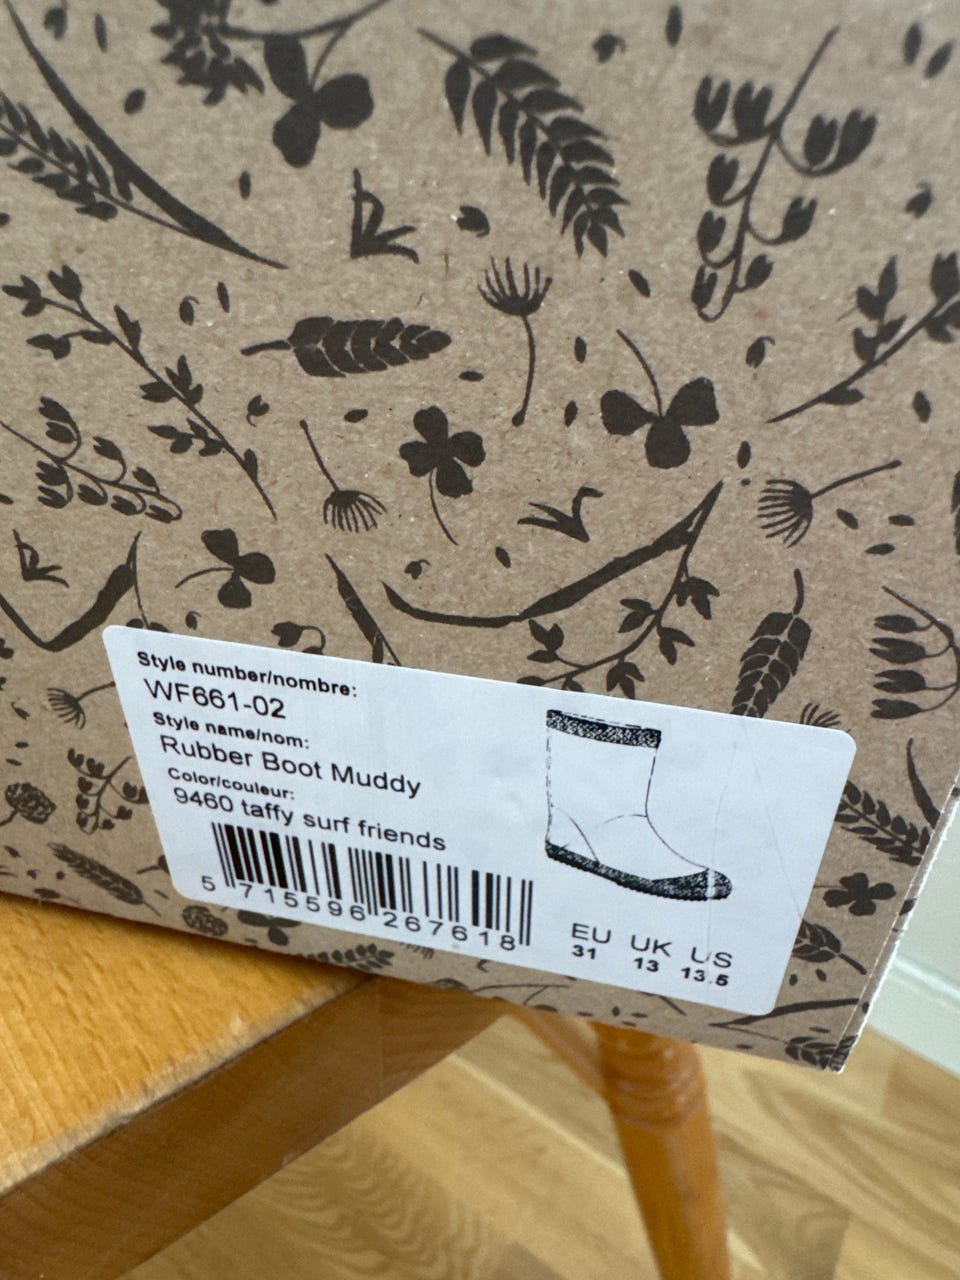 Style number/nombre:
WF661-02
Style name/nom:
Rubber Boot Muddy
Color/couleur:
9460 taffy surf friends
5 715596 267618
EU UK US
31 13 13.5